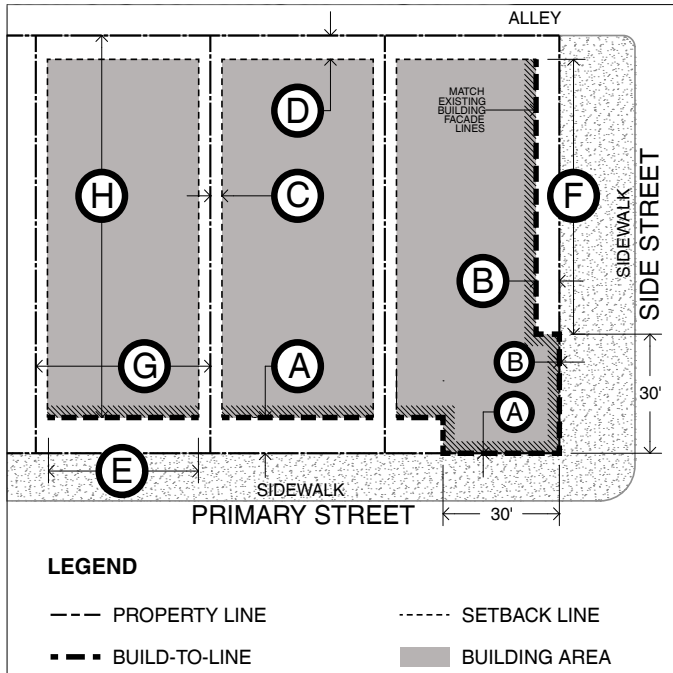 ALLEY
MATCH
EXISTING
BUILDING
FACADE
LINES
D
H
C
F
SIDEWALK
SIDE STREET
B
G
A
B
A
30'
E
SIDEWALK
PRIMARY STREET
30'
LEGEND
PROPERTY LINE
SETBACK LINE
BUILD-TO-LINE
BUILDING AREA